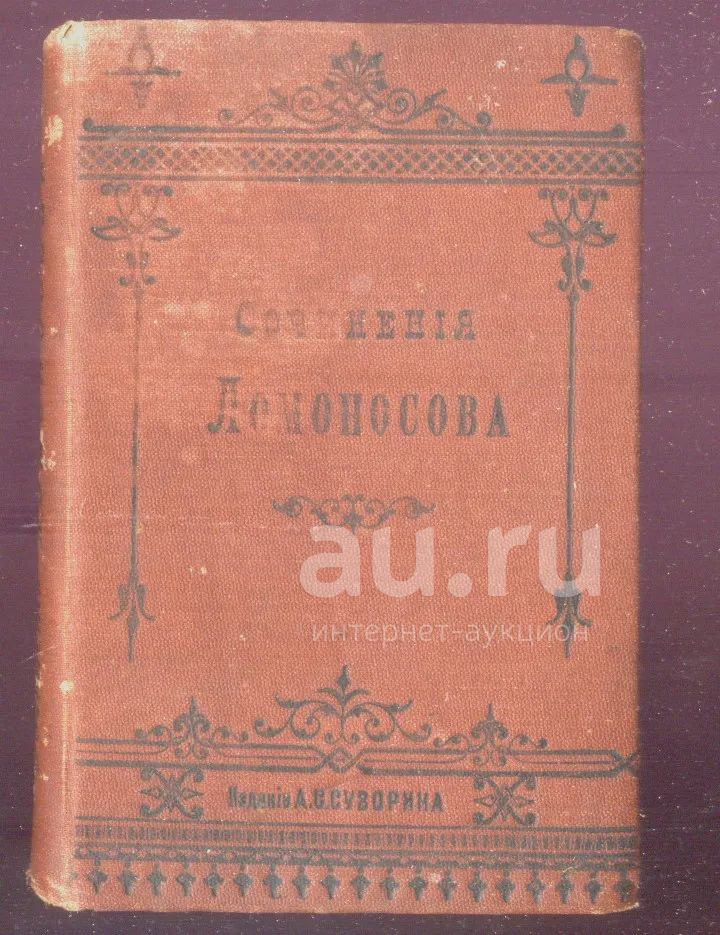 Сочиненія
Ломоносова
au.ru
интернет-аукцион
Изданіе А.С.СУВОРИНА